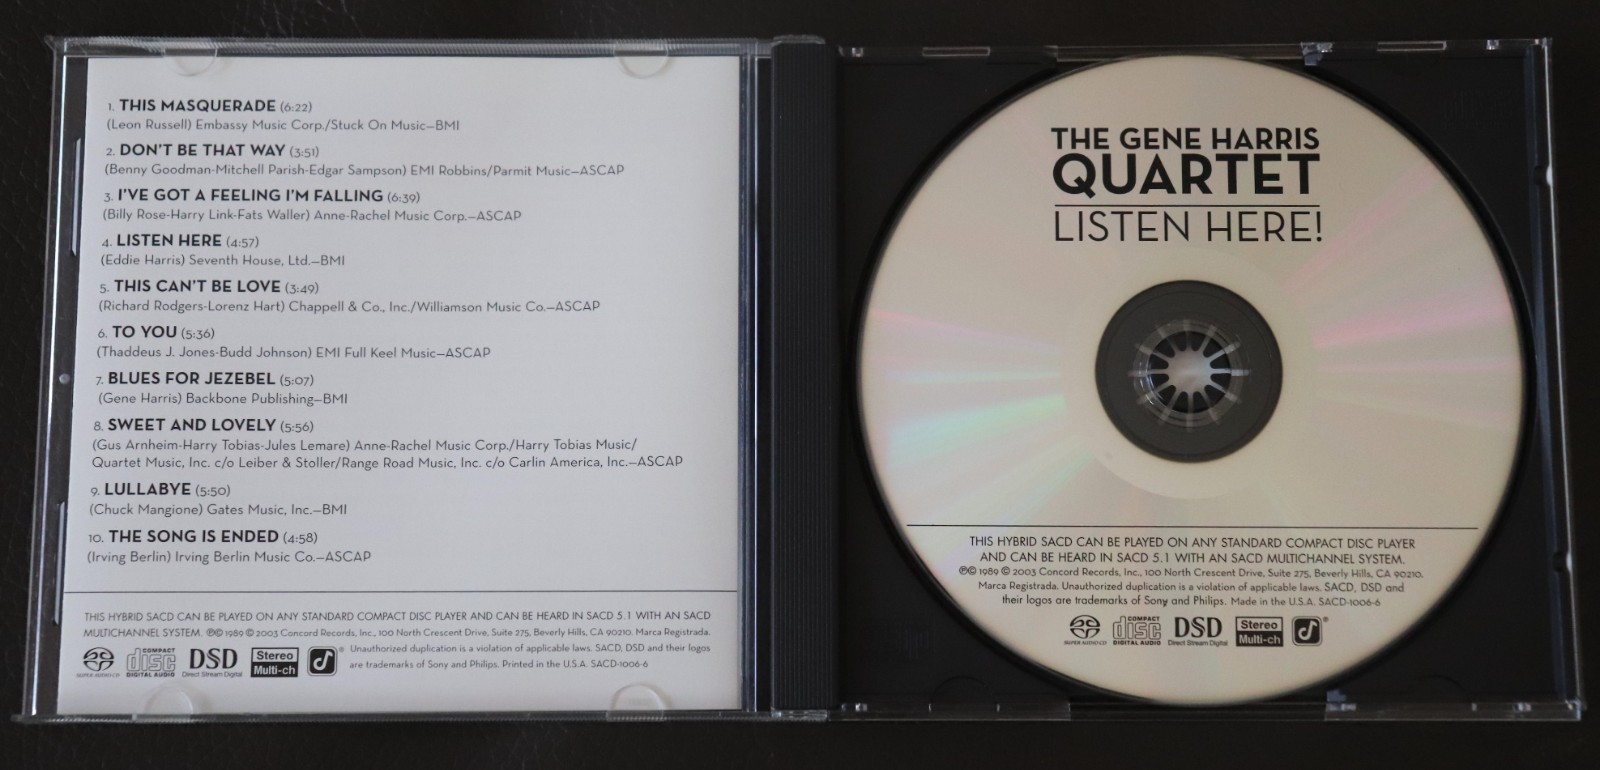 1. THIS MASQUERADE (6:22)
(Leon Russell) Embassy Music Corp./Stuck On Music—BMI
2. DON'T BE THAT WAY (3:51)
(Benny Goodman-Mitchell Parish-Edgar Sampson) EMI Robbins/Parmit Music—ASCAP
3. I'VE GOT A FEELING I'M FALLING (6:39)
(Billy Rose-Harry Link-Fats Waller) Anne-Rachel Music Corp.—ASCAP
4. LISTEN HERE (4:57)
(Eddie Harris) Seventh House, Ltd.—BMI
5. THIS CAN'T BE LOVE (3:49)
(Richard Rodgers-Lorenz Hart) Chappell & Co., Inc./Williamson Music Co.—ASCAP
6. TO YOU (5:36)
(Thaddeus J. Jones-Budd Johnson) EMI Full Keel Music—ASCAP
7. BLUES FOR JEZEBEL (5:07)
(Gene Harris) Backbone Publishing—BMI
8. SWEET AND LOVELY (5:56)
(Gus Arnheim-Harry Tobias-Jules Lemare) Anne-Rachel Music Corp./Harry Tobias Music/
Quartet Music, Inc. c/o Leiber & Stoller/Range Road Music, Inc. c/o Carlin America, Inc.—ASCAP
9. LULLABYE (5:50)
(Chuck Mangione) Gates Music, Inc.—BMI
10. THE SONG IS ENDED (4:58)
(Irving Berlin) Irving Berlin Music Co.—ASCAP
THIS HYBRID SACD CAN BE PLAYED ON ANY STANDARD COMPACT DISC PLAYER AND CAN BE HEARD IN SACD 5.1 WITH AN SACD
MULTICHANNEL SYSTEM. ℗© 1989 © 2003 Concord Records, Inc., 100 North Crescent Drive, Suite 275, Beverly Hills, CA 90210. Marca Registrada.
Unauthorized duplication is a violation of applicable laws. SACD, DSD and their logos
are trademarks of Sony and Philips. Printed in the U.S.A. SACD-1006-6
SUPER AUDIO CD
COMPACT
disc
DIGITAL AUDIO
DSD
Direct Stream Digital
Stereo
Multi-ch
®
THE GENE HARRIS
QUARTET
LISTEN HERE!
THIS HYBRID SACD CAN BE PLAYED ON ANY STANDARD COMPACT DISC PLAYER
AND CAN BE HEARD IN SACD 5.1 WITH AN SACD MULTICHANNEL SYSTEM.
℗© 1989 © 2003 Concord Records, Inc., 100 North Crescent Drive, Suite 275, Beverly Hills, CA 90210.
Marca Registrada. Unauthorized duplication is a violation of applicable laws. SACD, DSD and
their logos are trademarks of Sony and Philips. Made in the U.S.A. SACD-1006-6
SUPER AUDIO CD
COMPACT
disc
DIGITAL AUDIO
DSD
Direct Stream Digital
Stereo
Multi-ch
®